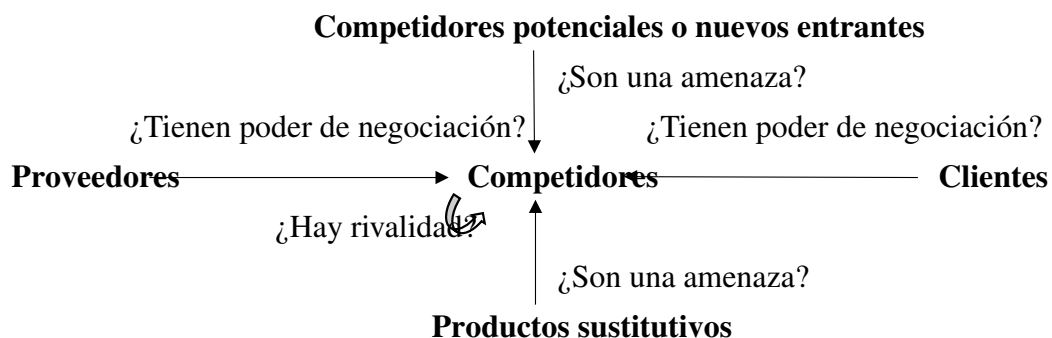 Competidores potenciales o nuevos entrantes
¿Son una amenaza?
¿Tienen poder de negociación? ¿Tienen poder de negociación?
Proveedores Competidores Clientes
¿Hay rivalidad?
¿Son una amenaza?
Productos sustitutivos